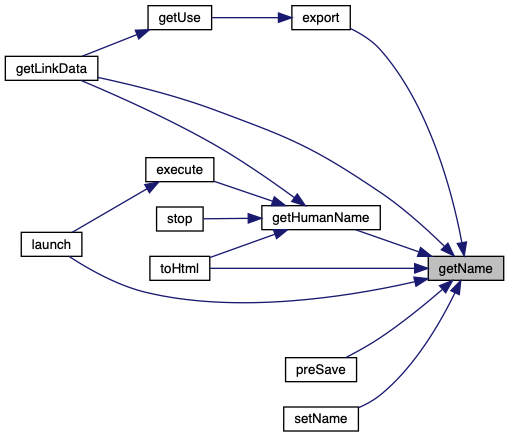 getUse
export
getLinkData
execute
stop
getHumanName
launch
toHtml
getName
preSave
setName